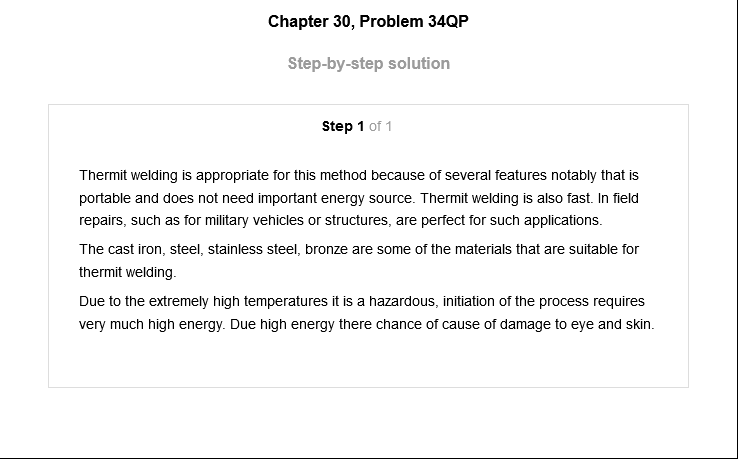 Chapter 30, Problem 34QP
Step-by-step solution
Step 1 of 1
Thermit welding is appropriate for this method because of several features notably that is
portable and does not need important energy source. Thermit welding is also fast. In field
repairs, such as for military vehicles or structures, are perfect for such applications.
The cast iron, steel, stainless steel, bronze are some of the materials that are suitable for
thermit welding.
Due to the extremely high temperatures it is a hazardous, initiation of the process requires
very much high energy. Due high energy there chance of cause of damage to eye and skin.